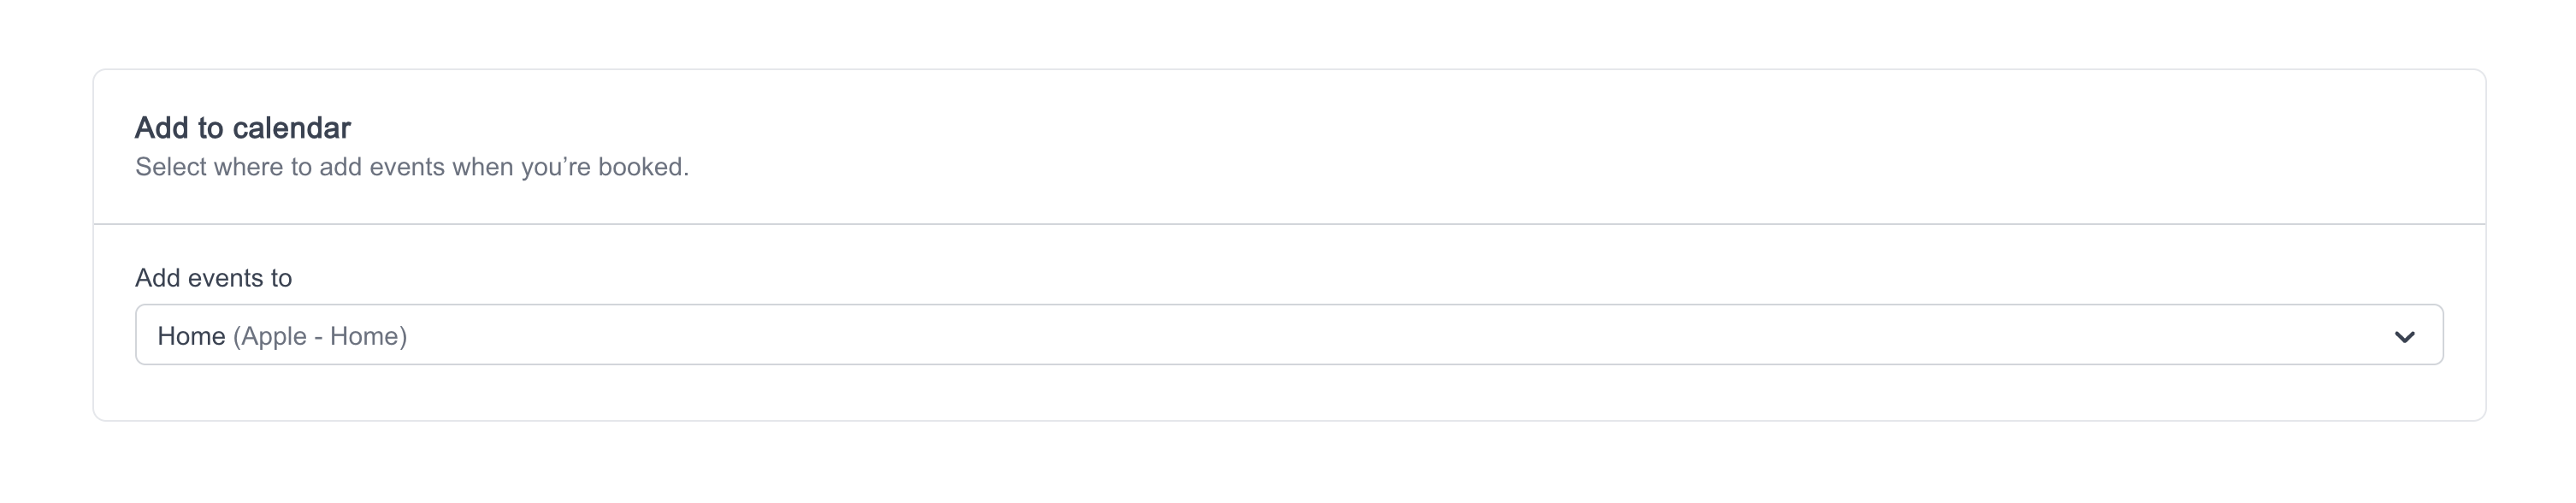 Add to calendar
Select where to add events when you’re booked.
Add events to
Home (Apple - Home)